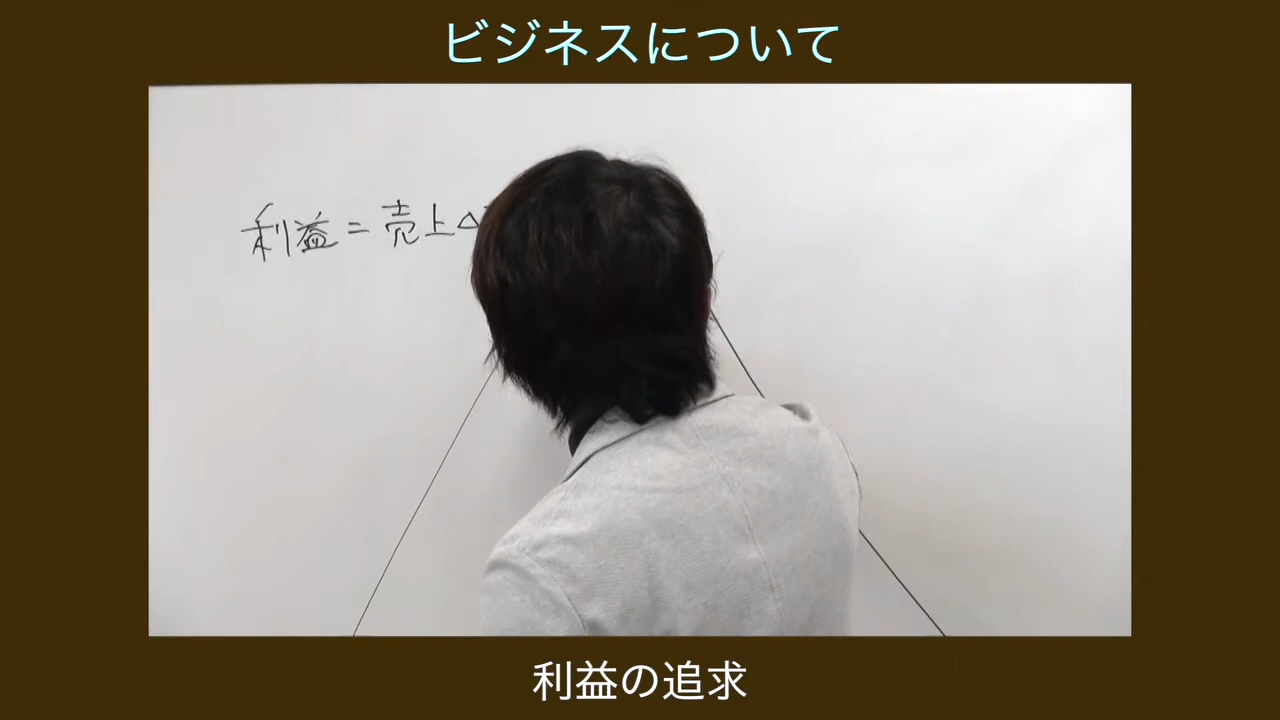 ビジネスについて
利益=売上△
利益の追求